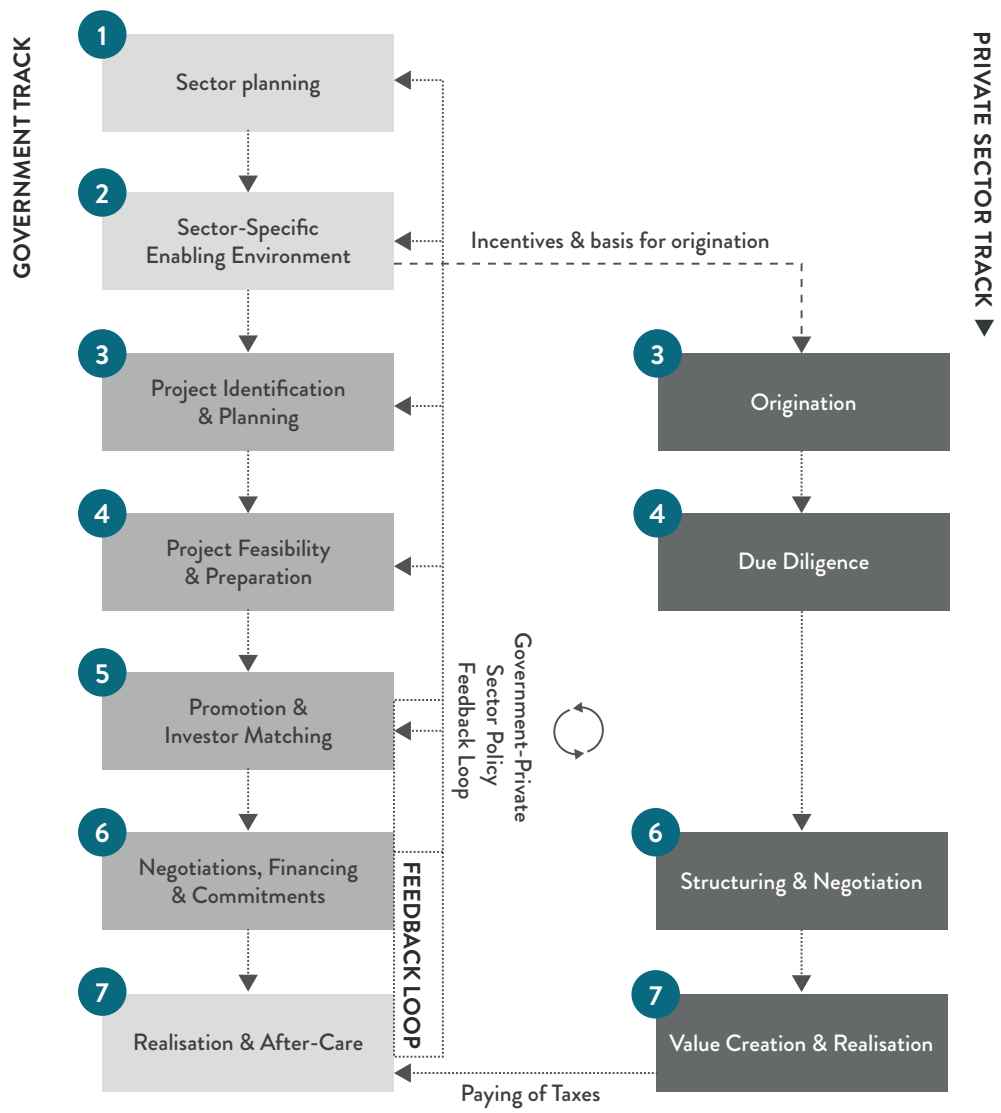 GOVERNMENT TRACK
PRIVATE SECTOR TRACK
1
Sector planning
2
Sector-Specific
Enabling Environment
Incentives & basis for origination
3
Project Identification
& Planning
3
Origination
4
Project Feasibility
& Preparation
4
Due Diligence
5
Promotion &
Investor Matching
Government-Private
Sector Policy
Feedback Loop
6
Negotiations, Financing
& Commitments
FEEDBACK LOOP
6
Structuring & Negotiation
7
Realisation & After-Care
7
Value Creation & Realisation
Paying of Taxes